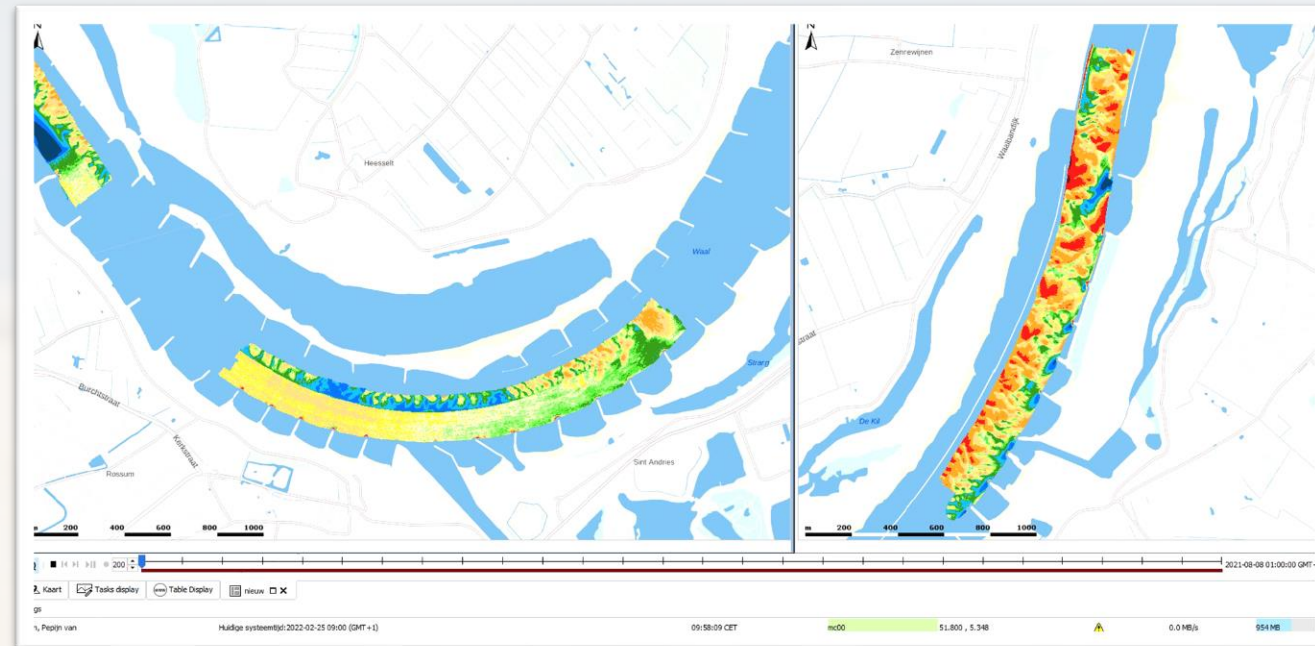 N
Heesselt
Waal
Strang
Burchtstraat
Kerkstraat
Rossum
Sint Andries
m 200 400 600 800 1000
N
Zennewijnen
Waalbandijk
straat
De Kil
m 200 400 600 800 1000
200
2021-08-08 01:00:00 GMT+
Kaart Tasks display Table Display nieuw
gs
n, Pepijn van Huidige systeemtijd:2022-02-25 09:00 (GMT+1) 09:58:09 CET mc00 51.800 , 5.348 0.0 MB/s 954 MB